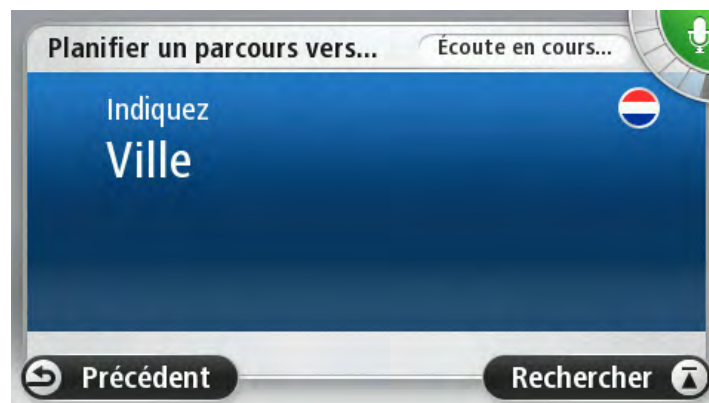 Planifier un parcours vers...
Écoute en cours...
Indiquez
Ville
Précédent
Rechercher